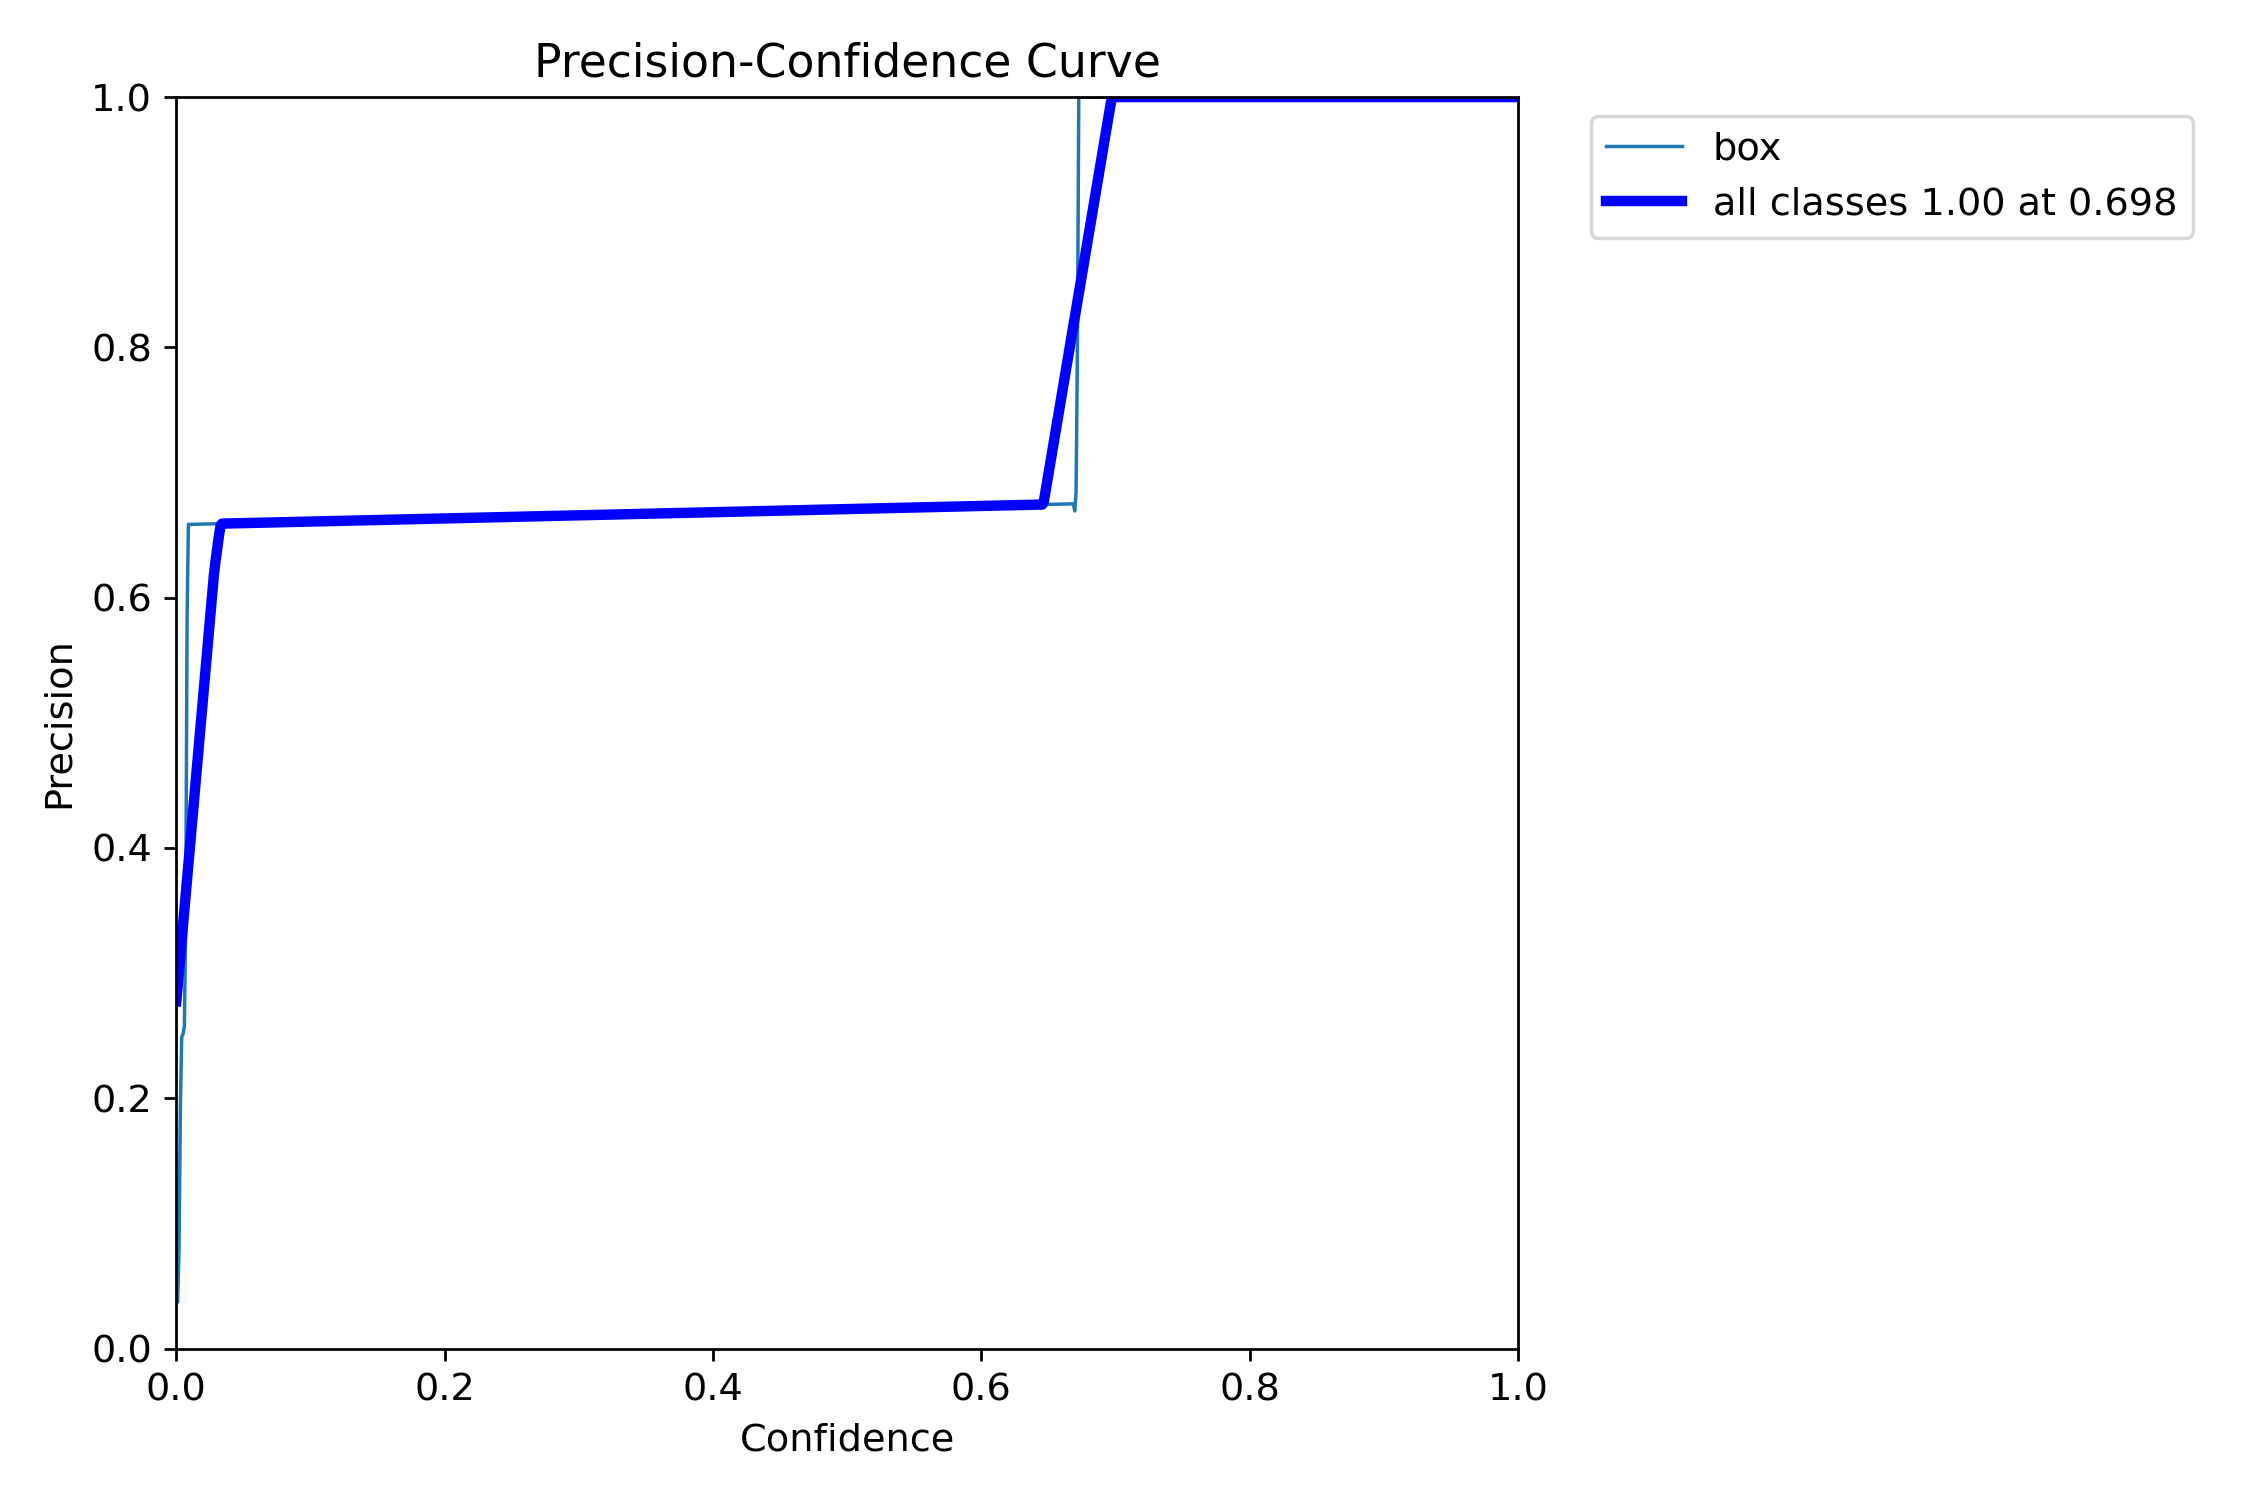 Precision-Confidence Curve
1.0
0.8
0.6
0.4
0.2
0.0
Precision
0.0 0.2 0.4 0.6 0.8 1.0
Confidence
box
all classes 1.00 at 0.698